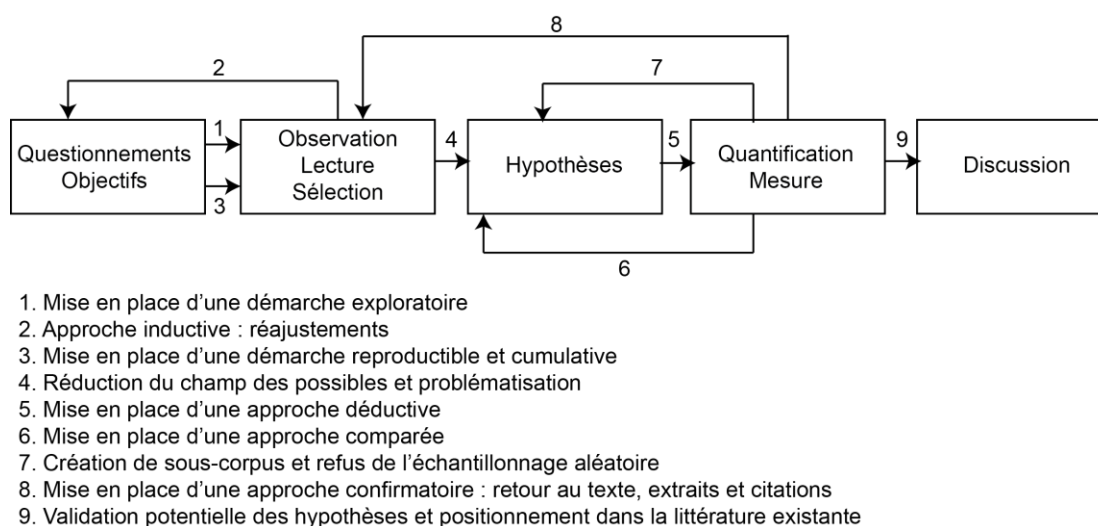 8
7
2
1
3
Questionnements
Objectifs
Observation
Lecture
Sélection
4
Hypothèses
5
Quantification
Mesure
9
Discussion
6
1. Mise en place d’une démarche exploratoire
2. Approche inductive : réajustements
3. Mise en place d’une démarche reproductible et cumulative
4. Réduction du champ des possibles et problématisation
5. Mise en place d’une approche déductive
6. Mise en place d’une approche comparée
7. Création de sous-corpus et refus de l’échantillonnage aléatoire
8. Mise en place d’une approche confirmatoire : retour au texte, extraits et citations
9. Validation potentielle des hypothèses et positionnement dans la littérature existante